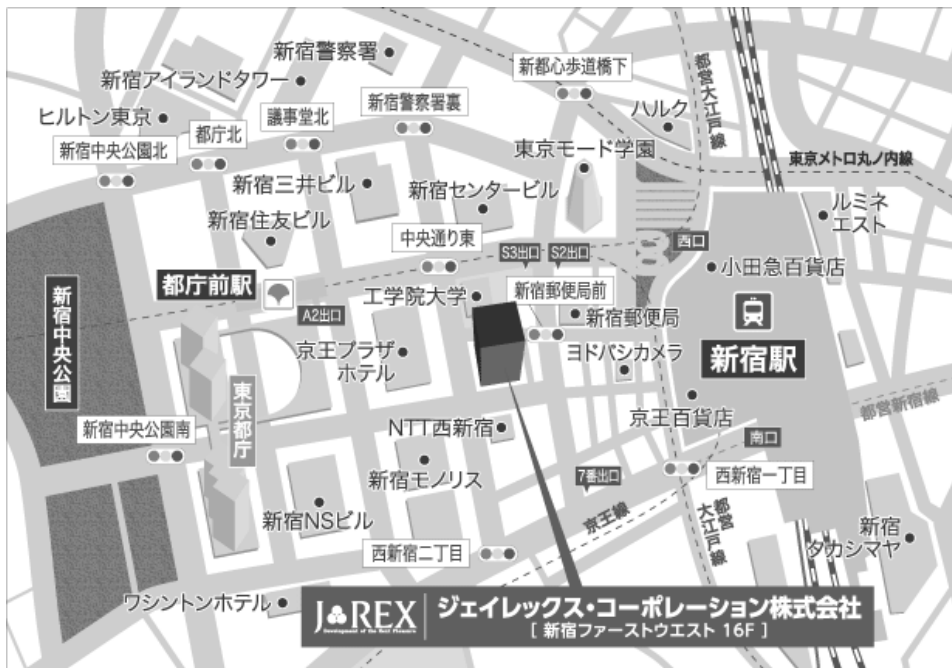 新宿警察署
新宿アイランドタワー
ヒルトン東京
新宿中央公園北
都庁北
議事堂北
新宿警察署裏
新都心歩道橋下
ハルク
都営大江戸線
東京メトロ丸ノ内線
東京モード学園
新宿三井ビル
新宿センタービル
新宿住友ビル
中央通り東
S3出口
S2出口
西口
ルミネ
エスト
小田急百貨店
都庁前駅
A2出口
工学院大学
新宿郵便局前
新宿郵便局
ヨドバシカメラ
新宿駅
新宿中央公園
京王プラザ
ホテル
東京都庁
京王百貨店
都営新宿線
新宿中央公園南
NTT西新宿
南口
新宿モノリス
7番出口
西新宿一丁目
新宿NSビル
京王線
都営
大江戸線
新宿
タカシマヤ
西新宿二丁目
ワシントンホテル
J REX
Development of the Best Pleasure
ジェイレックス・コーポレーション株式会社
[ 新宿ファーストウエスト 16F ]